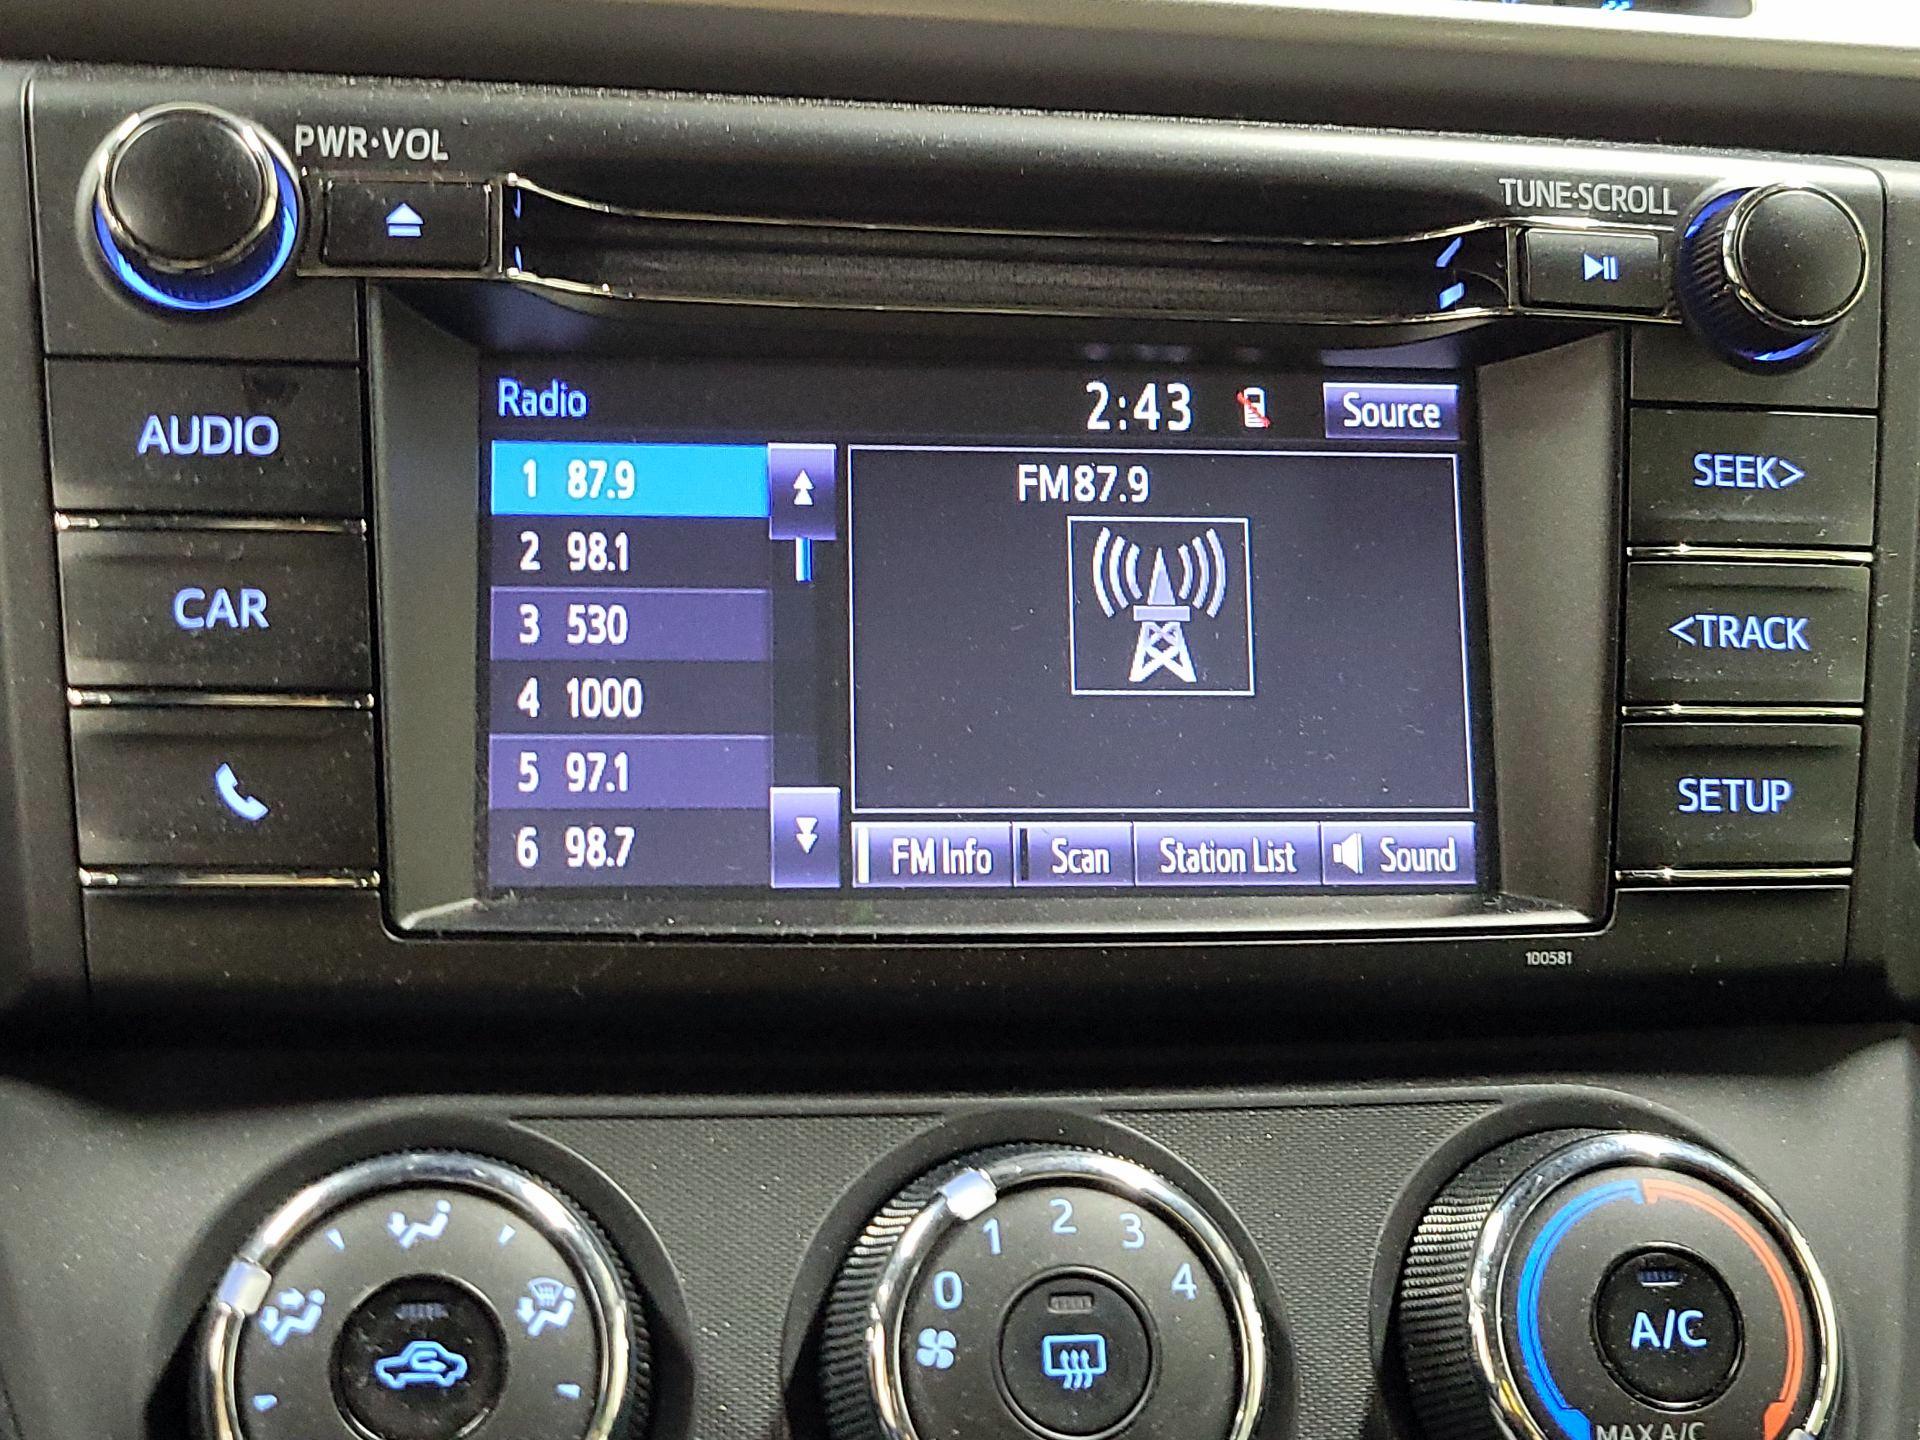 PWR·VOL
TUNE·SCROLL
AUDIO
CAR
Radio
2:43
Source
1 87.9
2 98.1
3 530
4 1000
5 97.1
6 98.7
FM87.9
FM Info
Scan
Station List
Sound
SEEK>
<TRACK
SETUP
100581
0 1 2 3 4
A/C
MAX A/C